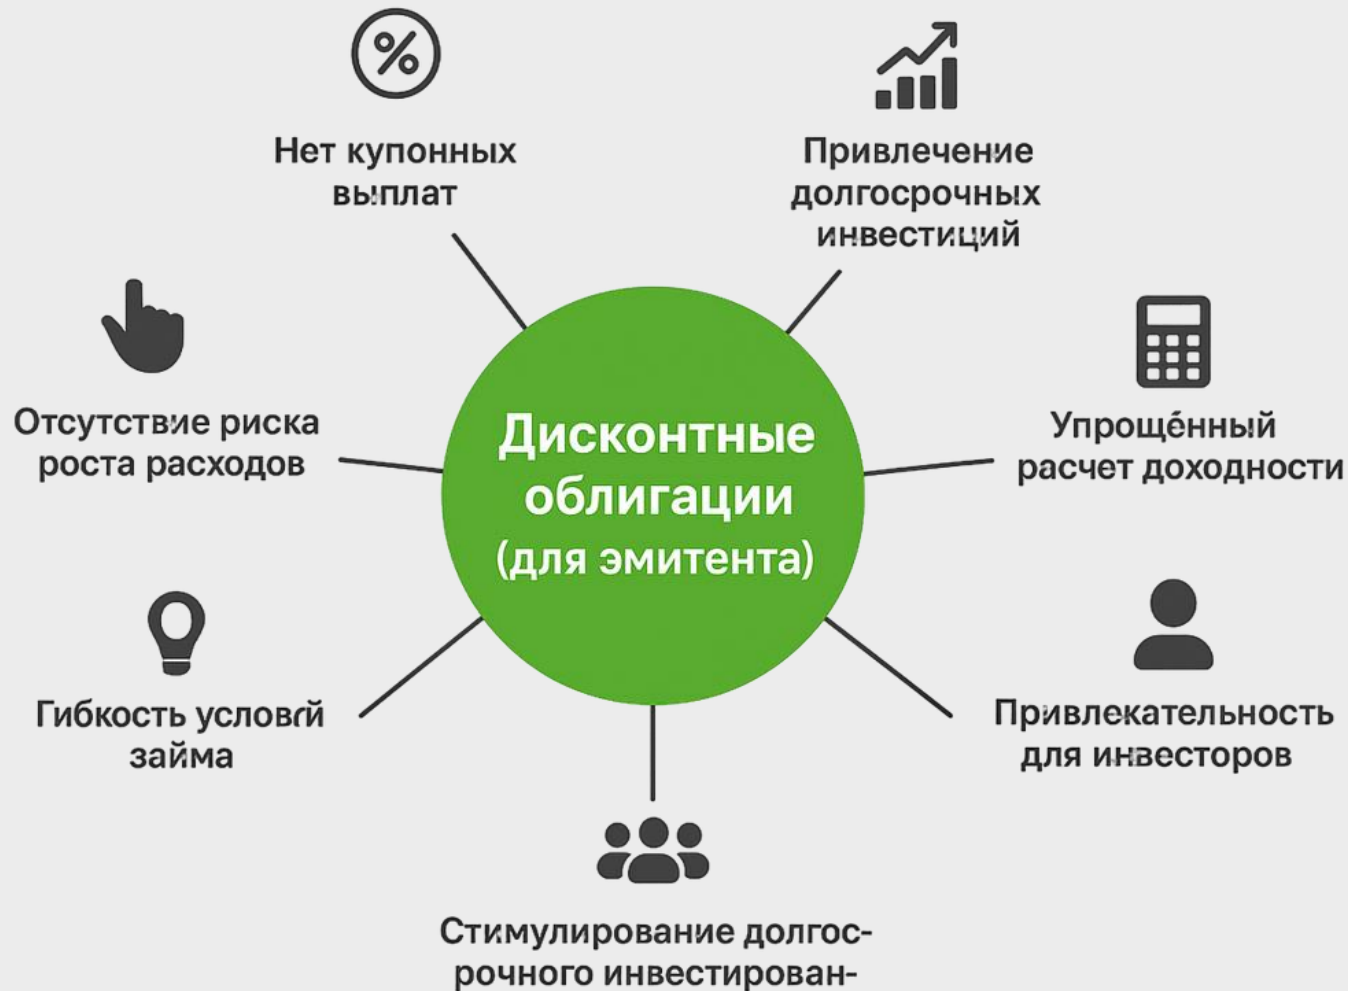 Нет купонных
выплат
Привлечение
долгосрочных
инвестиций
Отсутствие риска
роста расходов
Дисконтные
облигации
(для эмитента)
Упрощённый
расчет доходности
Гибкость условий
займа
Привлекательность
для инвесторов
Стимулирование долгос-
рочного инвестирован-